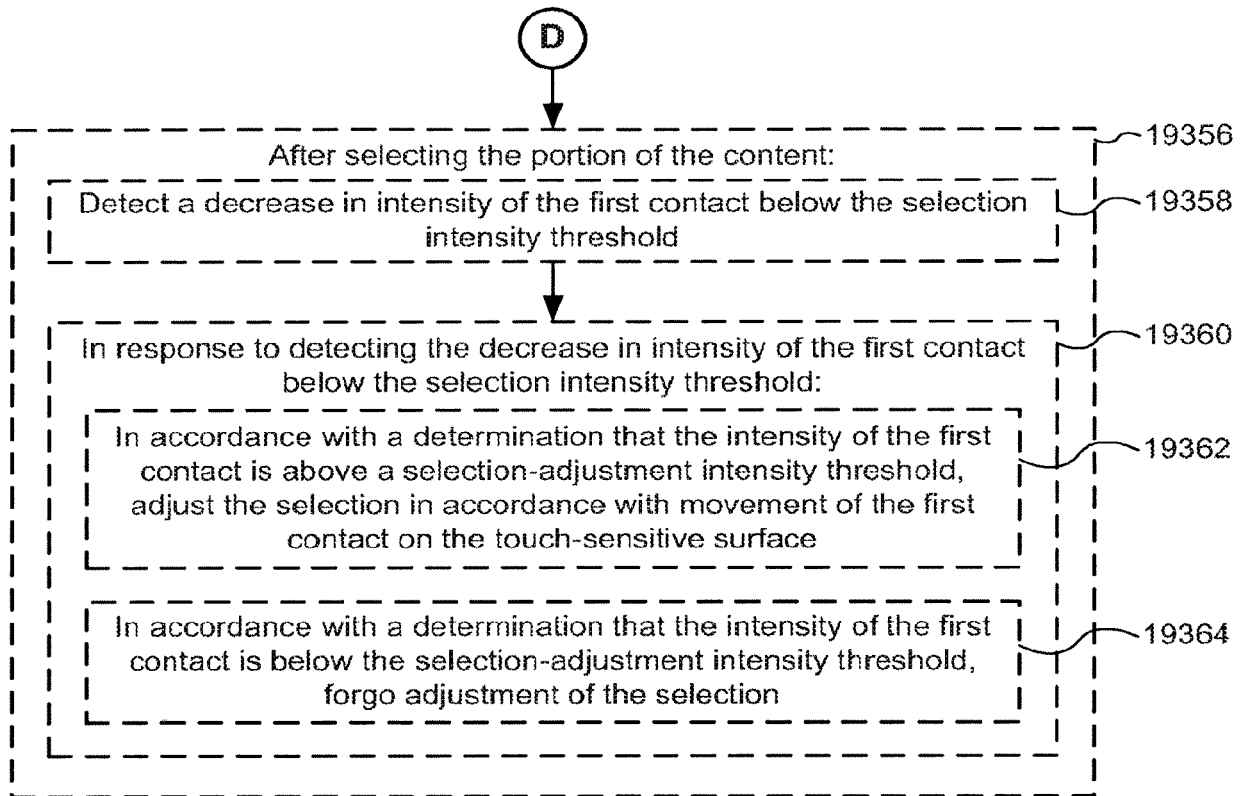 D
After selecting the portion of the content:
19356
Detect a decrease in intensity of the first contact below the selection
intensity threshold
19358
In response to detecting the decrease in intensity of the first contact
below the selection intensity threshold:
19360
In accordance with a determination that the intensity of the first
contact is above a selection-adjustment intensity threshold,
adjust the selection in accordance with movement of the first
contact on the touch-sensitive surface
19362
In accordance with a determination that the intensity of the first
contact is below the selection-adjustment intensity threshold,
forgo adjustment of the selection
19364